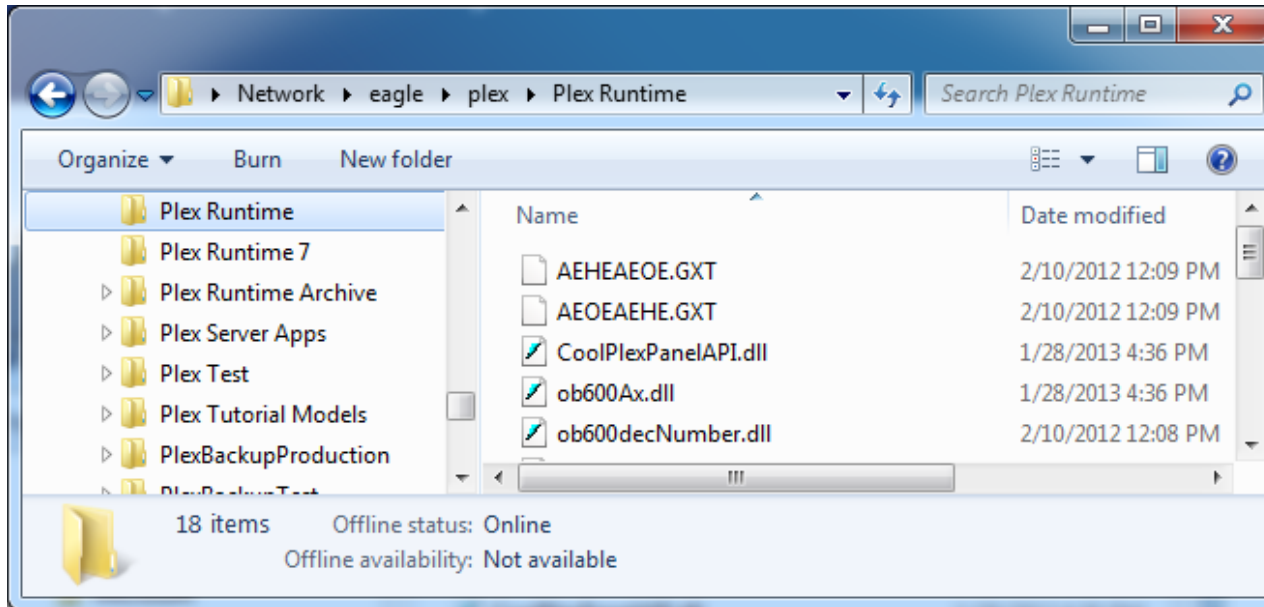 Network eagle plex Plex Runtime Search Plex Runtime
Organize Burn New folder
Plex Runtime
Plex Runtime 7
Plex Runtime Archive
Plex Server Apps
Plex Test
Plex Tutorial Models
PlexBackupProduction
PlexBackupTest
Name Date modified
AEHEAEOE.GXT 2/10/2012 12:09 PM
AEOEAEHE.GXT 2/10/2012 12:09 PM
CoolPlexPanelAPI.dll 1/28/2013 4:36 PM
ob600Ax.dll 1/28/2013 4:36 PM
ob600decNumber.dll 2/10/2012 12:08 PM
18 items Offline status: Online
Offline availability: Not available